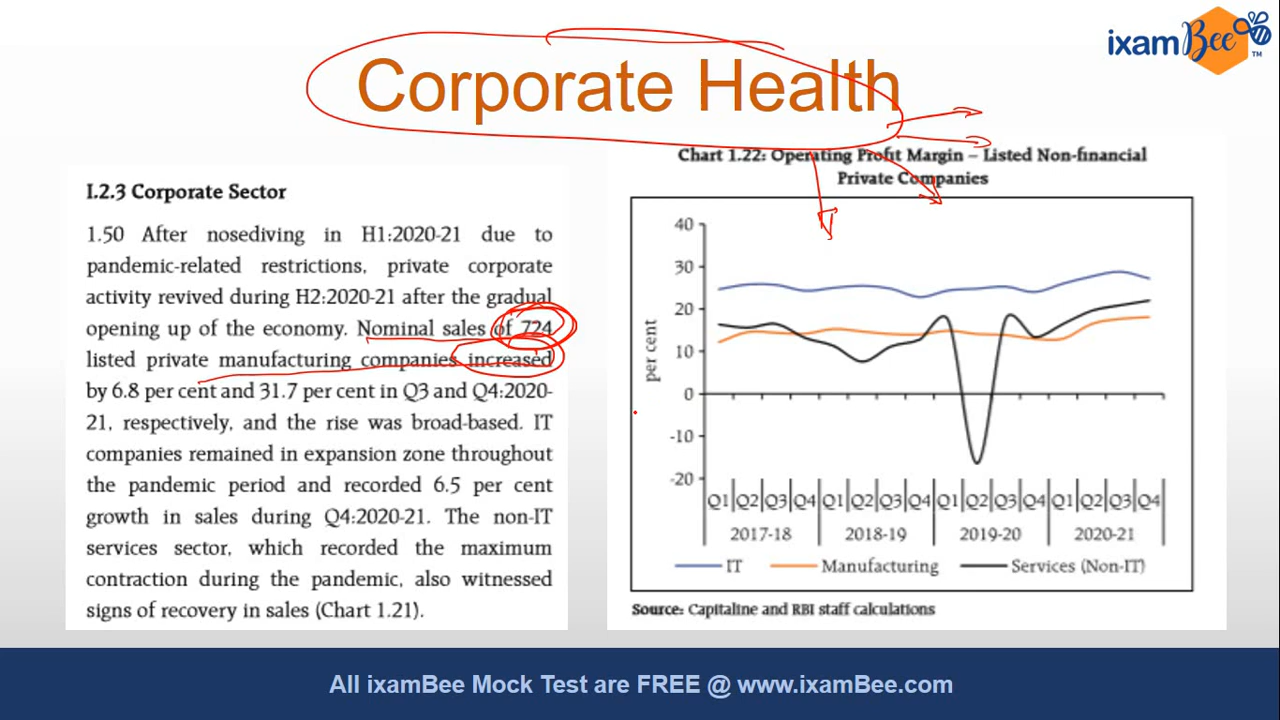 ixamBee™
Corporate Health
I.2.3 Corporate Sector
1.50 After nosediving in H1:2020-21 due to
pandemic-related restrictions, private corporate
activity revived during H2:2020-21 after the gradual
opening up of the economy. Nominal sales of 724
listed private manufacturing companies increased
by 6.8 per cent and 31.7 per cent in Q3 and Q4:2020-
21, respectively, and the rise was broad-based. IT
companies remained in expansion zone throughout
the pandemic period and recorded 6.5 per cent
growth in sales during Q4:2020-21. The non-IT
services sector, which recorded the maximum
contraction during the pandemic, also witnessed
signs of recovery in sales (Chart 1.21).
Chart 1.22: Operating Profit Margin – Listed Non-financial
Private Companies
per cent
40
30
20
10
0
-10
-20
Q1 Q2 Q3 Q4 Q1 Q2 Q3 Q4 Q1 Q2 Q3 Q4 Q1 Q2 Q3 Q4
2017-18 2018-19 2019-20 2020-21
IT Manufacturing Services (Non-IT)
Source: Capitaline and RBI staff calculations
All ixamBee Mock Test are FREE @ www.ixamBee.com